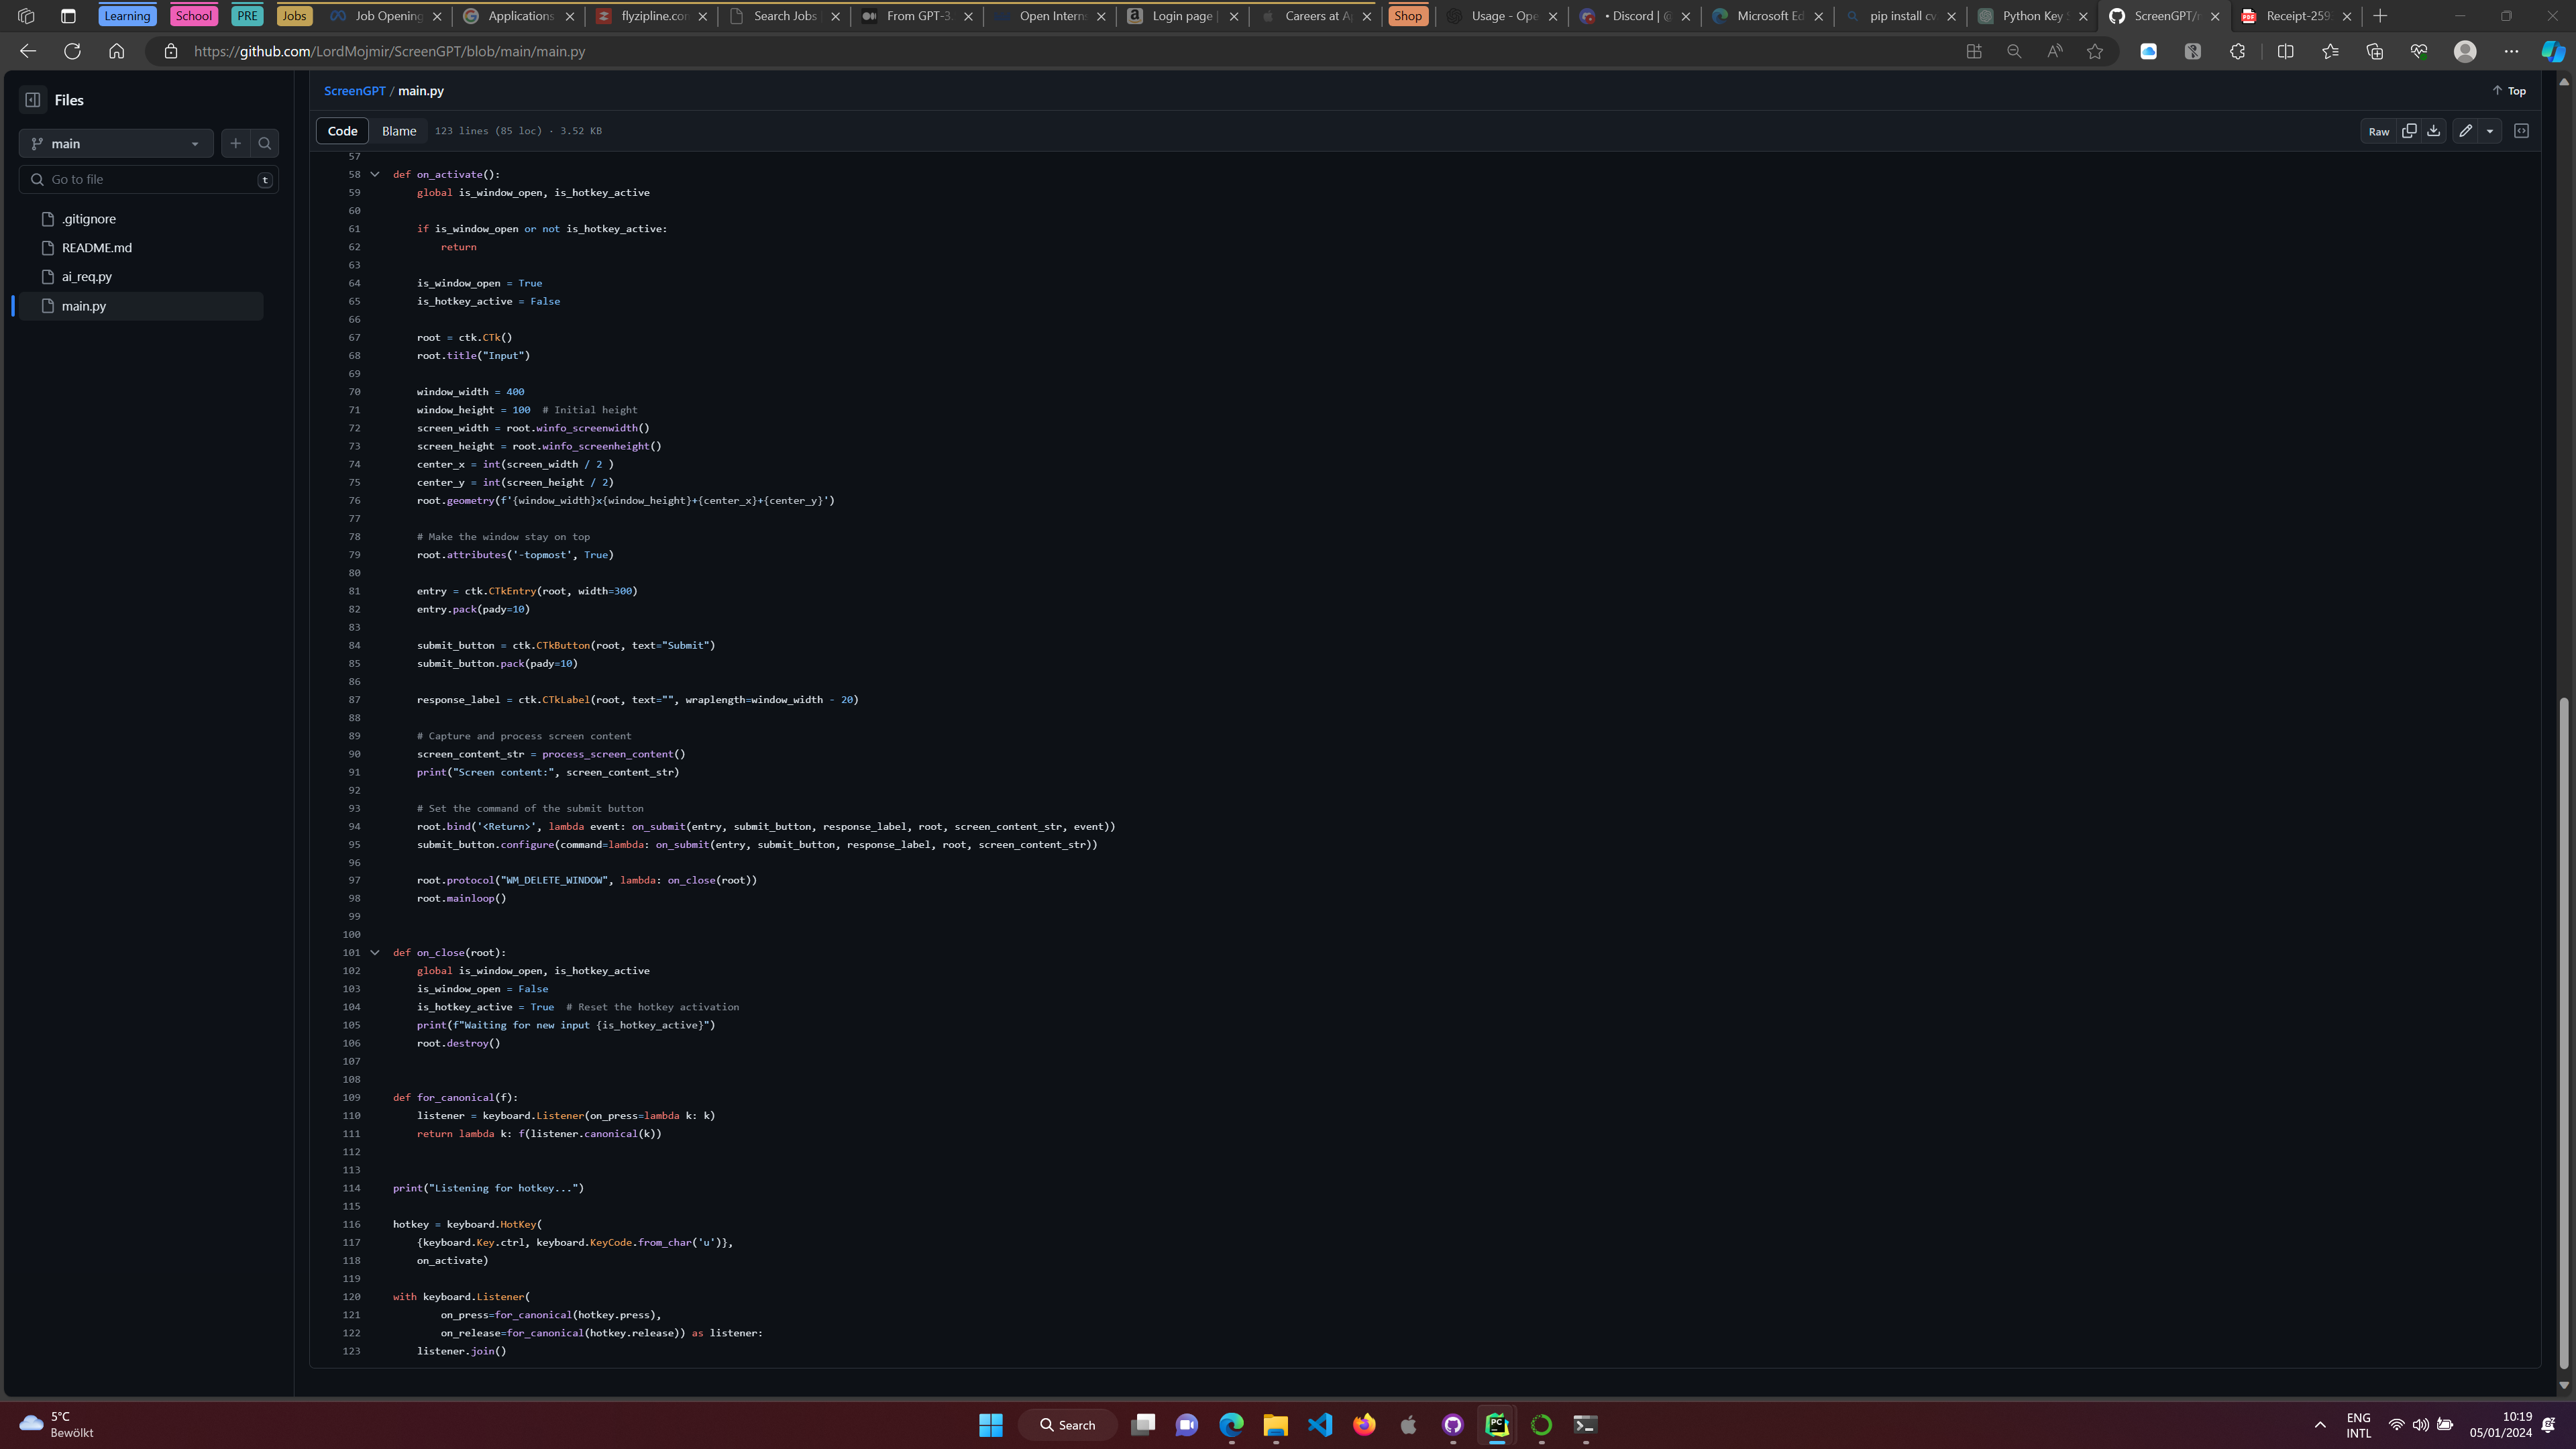 Learning
School
PRE
Jobs
Job Opening
Applications
flyzipline.com
Search Jobs
From GPT-3.
Open Intern
Login page
Careers at Ap
Shop
Usage - Ope
• Discord | @
Microsoft Ed
pip install cv
Python Key
ScreenGPT/
Receipt-259
https://github.com/LordMojmir/ScreenGPT/blob/main/main.py
Files
main
Go to file
t
.gitignore
README.md
ai_req.py
main.py
ScreenGPT / main.py
Top
Code
Blame
123 lines (85 loc) · 3.52 KB
Raw
57
58 def on_activate():
59 global is_window_open, is_hotkey_active
60
61 if is_window_open or not is_hotkey_active:
62 return
63
64 is_window_open = True
65 is_hotkey_active = False
66
67 root = ctk.CTk()
68 root.title("Input")
69
70 window_width = 400
71 window_height = 100  # Initial height
72 screen_width = root.winfo_screenwidth()
73 screen_height = root.winfo_screenheight()
74 center_x = int(screen_width / 2 )
75 center_y = int(screen_height / 2)
76 root.geometry(f'{window_width}x{window_height}+{center_x}+{center_y}')
77
78 # Make the window stay on top
79 root.attributes('-topmost', True)
80
81 entry = ctk.CTkEntry(root, width=300)
82 entry.pack(pady=10)
83
84 submit_button = ctk.CTkButton(root, text="Submit")
85 submit_button.pack(pady=10)
86
87 response_label = ctk.CTkLabel(root, text="", wraplength=window_width - 20)
88
89 # Capture and process screen content
90 screen_content_str = process_screen_content()
91 print("Screen content:", screen_content_str)
92
93 # Set the command of the submit button
94 root.bind('<Return>', lambda event: on_submit(entry, submit_button, response_label, root, screen_content_str, event))
95 submit_button.configure(command=lambda: on_submit(entry, submit_button, response_label, root, screen_content_str))
96
97 root.protocol("WM_DELETE_WINDOW", lambda: on_close(root))
98 root.mainloop()
99
100
101 def on_close(root):
102 global is_window_open, is_hotkey_active
103 is_window_open = False
104 is_hotkey_active = True  # Reset the hotkey activation
105 print(f"Waiting for new input {is_hotkey_active}")
106 root.destroy()
107
108
109 def for_canonical(f):
110 listener = keyboard.Listener(on_press=lambda k: k)
111 return lambda k: f(listener.canonical(k))
112
113
114 print("Listening for hotkey...")
115
116 hotkey = keyboard.HotKey(
117 {keyboard.Key.ctrl, keyboard.KeyCode.from_char('u')},
118 on_activate)
119
120 with keyboard.Listener(
121 on_press=for_canonical(hotkey.press),
122 on_release=for_canonical(hotkey.release)) as listener:
123 listener.join()
5°C
Bewölkt
Search
ENG
INTL
10:19
05/01/2024